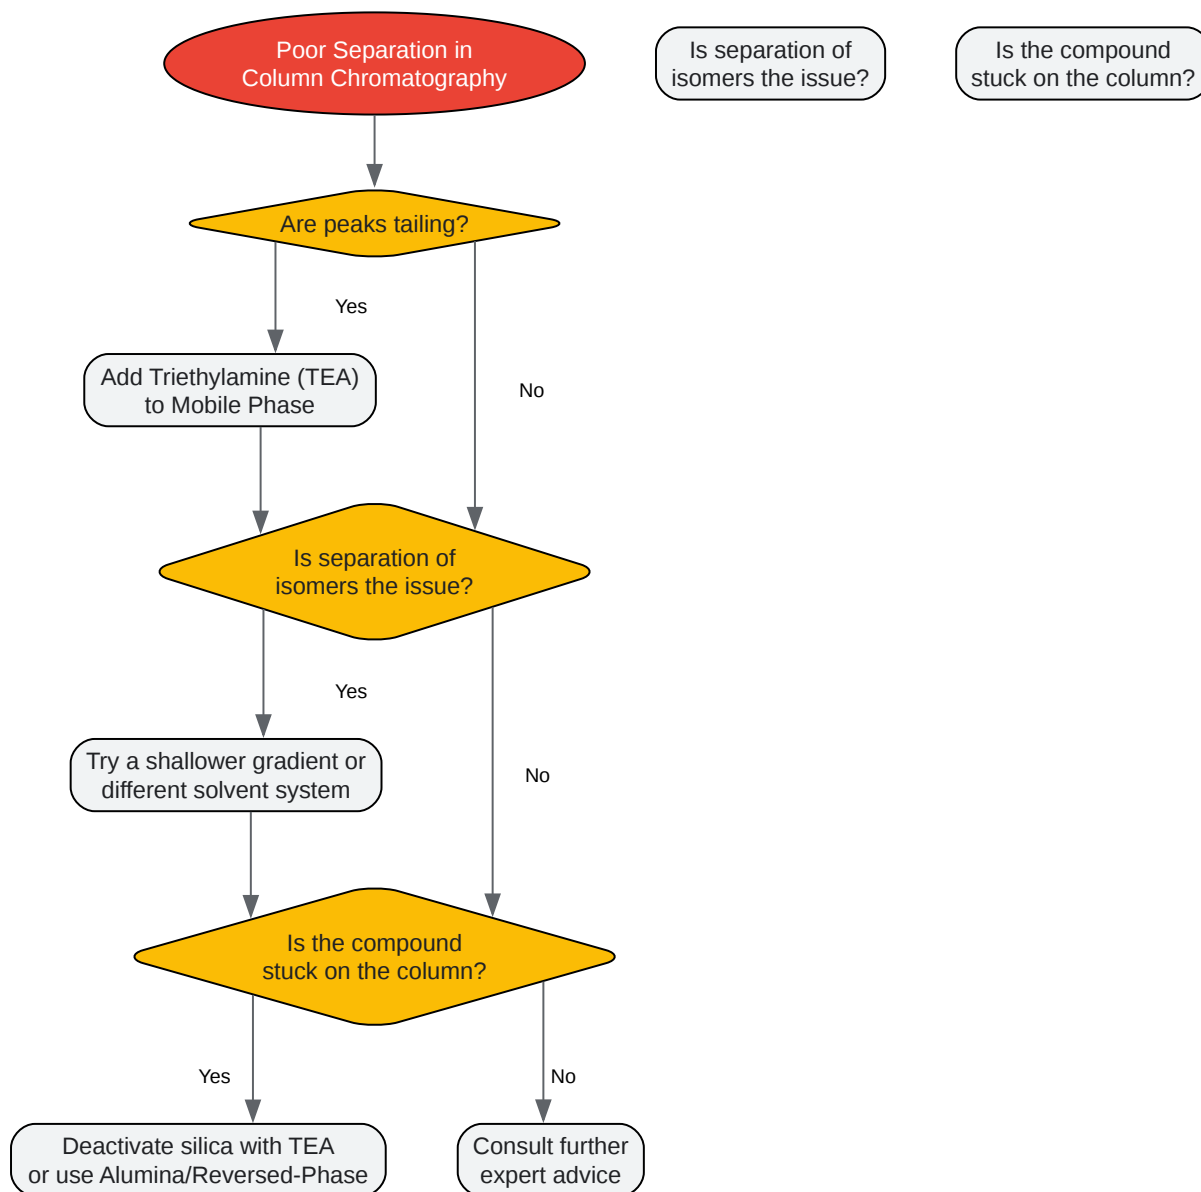 Poor Separation in
Column Chromatography
Is separation of
isomers the issue?
Is the compound
stuck on the column?
Are peaks tailing?
Yes
Add Triethylamine (TEA)
to Mobile Phase
No
Is separation of
isomers the issue?
Yes
Try a shallower gradient or
different solvent system
No
Is the compound
stuck on the column?
Yes
No
Deactivate silica with TEA
or use Alumina/Reversed-Phase
Consult further
expert advice